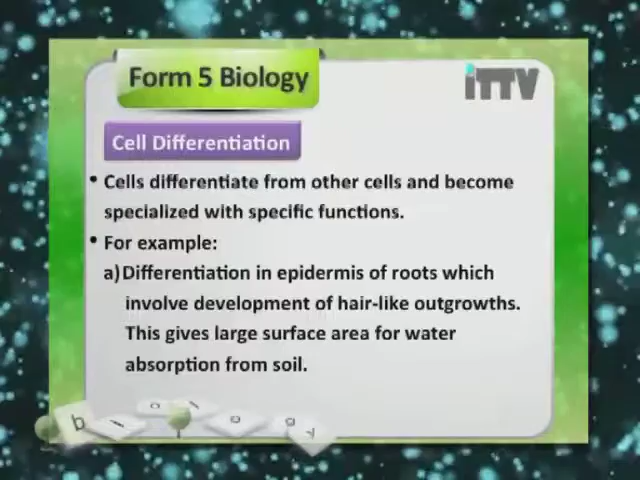 Form 5 Biology
iTTV
Cell Differentiation
• Cells differentiate from other cells and become
specialized with specific functions.
• For example:
a)Differentiation in epidermis of roots which
involve development of hair-like outgrowths.
This gives large surface area for water
absorption from soil.
b i o l o g y